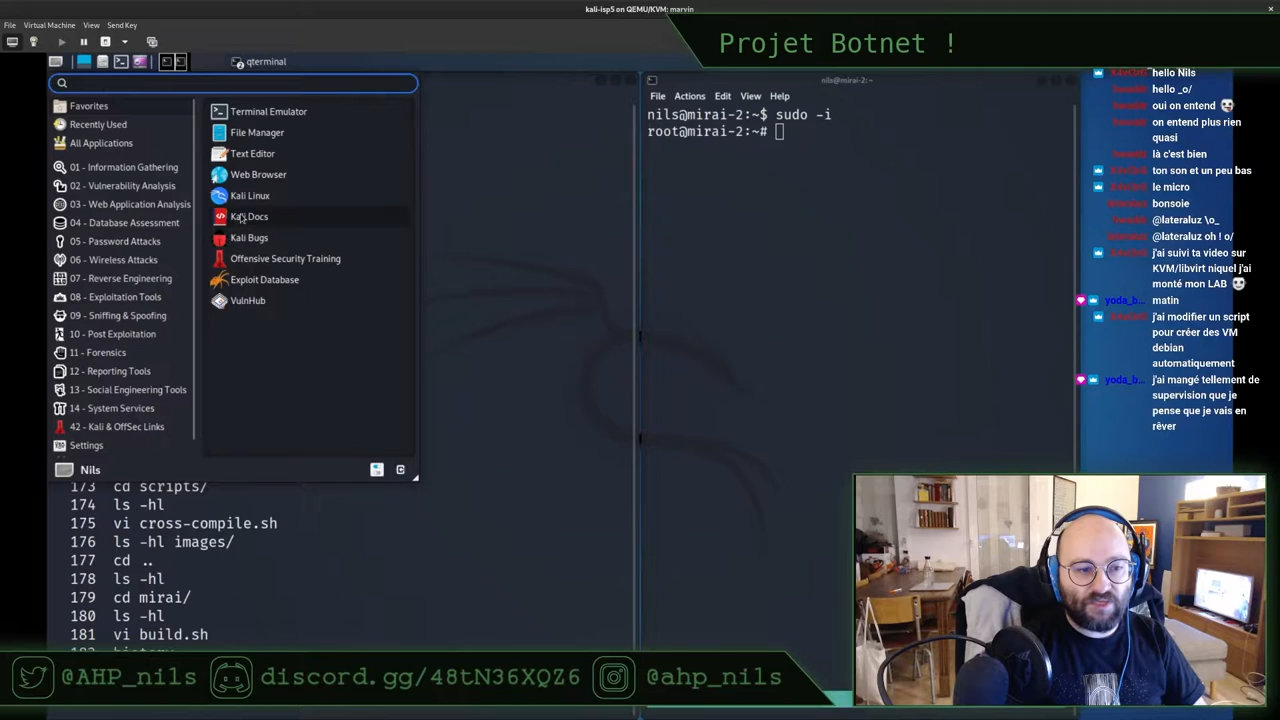 kali-isp5 on QEMU/KVM: marvin
File Virtual Machine View Send Key
Projet Botnet !
qterminal
Favorites
Recently Used
All Applications
01 - Information Gathering
02 - Vulnerability Analysis
03 - Web Application Analysis
04 - Database Assessment
05 - Password Attacks
06 - Wireless Attacks
07 - Reverse Engineering
08 - Exploitation Tools
09 - Sniffing & Spoofing
10 - Post Exploitation
11 - Forensics
12 - Reporting Tools
13 - Social Engineering Tools
14 - System Services
42 - Kali & OffSec Links
Settings
Nils
Terminal Emulator
File Manager
Text Editor
Web Browser
Kali Linux
Kali Docs
Kali Bugs
Offensive Security Training
Exploit Database
VulnHub
173 cd scripts/
174 ls -hl
175 vi cross-compile.sh
176 ls -hl images/
177 cd ..
178 ls -hl
179 cd mirai/
180 ls -hl
181 vi build.sh
nils@mirai-2: ~
File Actions Edit View Help
nils@mirai-2:~$ sudo -i
root@mirai-2:~#
hello Nils
hello _o/
oui on entend
on entend plus rien
quasi
là c'est bien
ton son et un peu bas
le micro
bonsoie
@lateraluz \o_
@lateraluz oh ! o/
j'ai suivi ta video sur
KVM/libvirt niquel j'ai
monté mon LAB
yoda_b... matin
j'ai modifier un script
pour créer des VM
debian
automatiquement
yoda_b... j'ai mangé tellement de
supervision que je
pense que je vais en
rêver
@AHP_nils
discord.gg/48tN36XQZ6
@ahp_nils